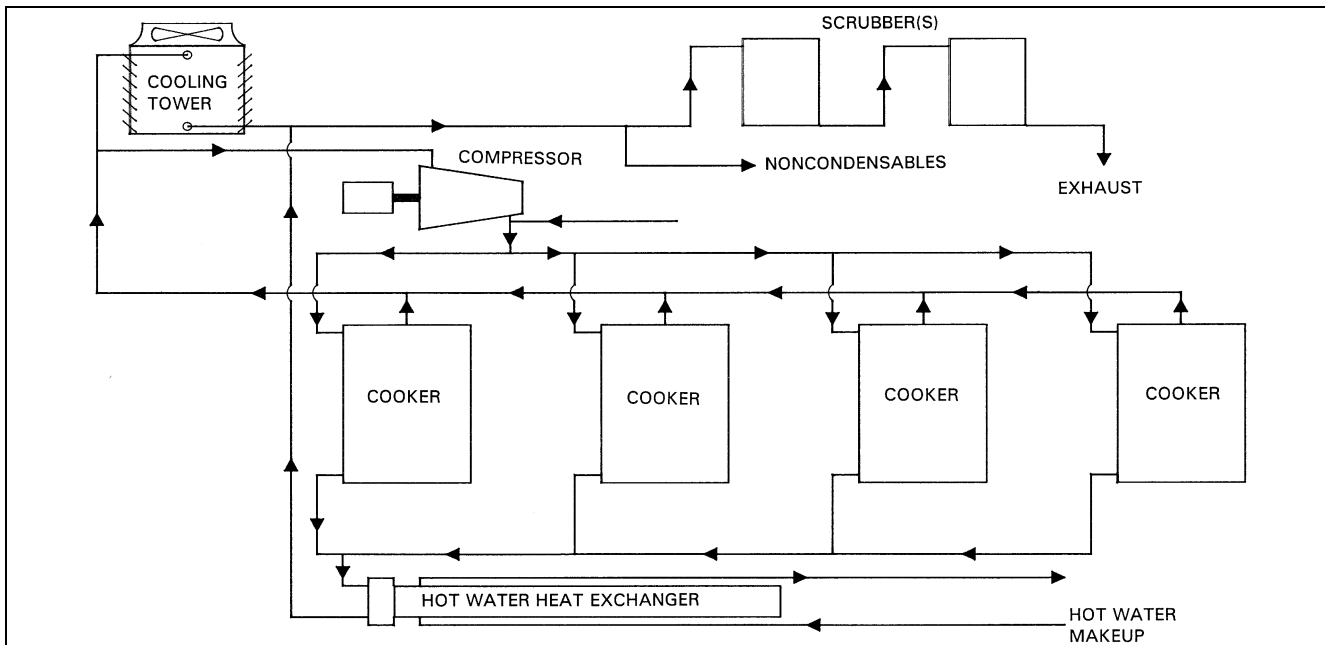 SCRUBBER(S)
COOLING
TOWER
COMPRESSOR
NONCONDENSABLES
EXHAUST
COOKER
COOKER
COOKER
COOKER
HOT WATER HEAT EXCHANGER
HOT WATER
MAKEUP